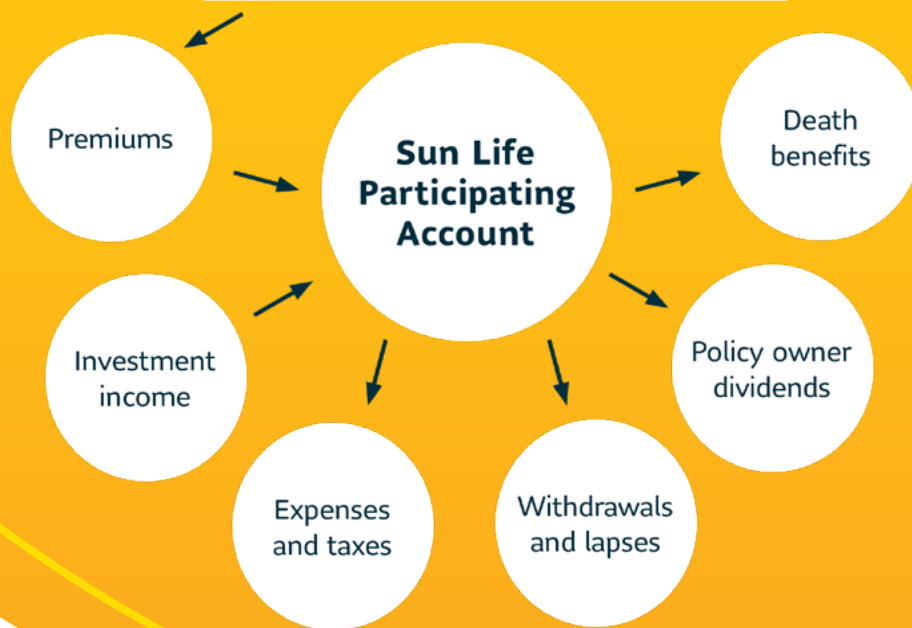 Premiums
Sun Life
Participating
Account
Death
benefits
Investment
income
Policy owner
dividends
Expenses
and taxes
Withdrawals
and lapses